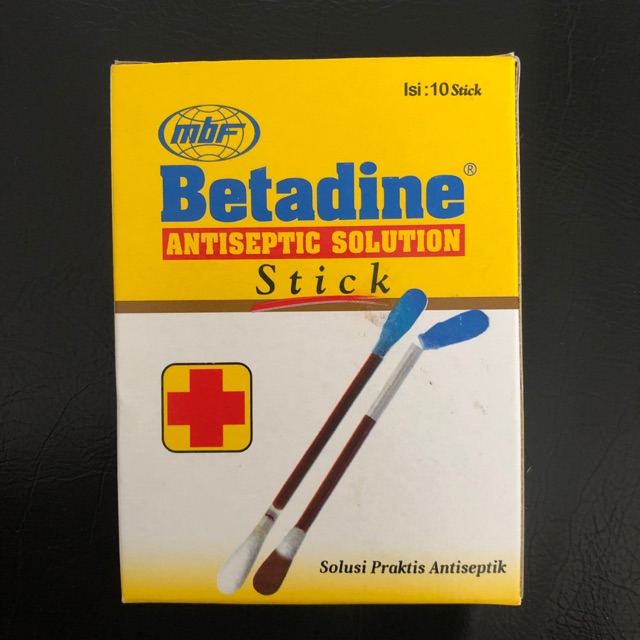 Isi : 10 Stick
mbf
Betadine®
ANTISEPTIC SOLUTION
Stick
Solusi Praktis Antiseptik